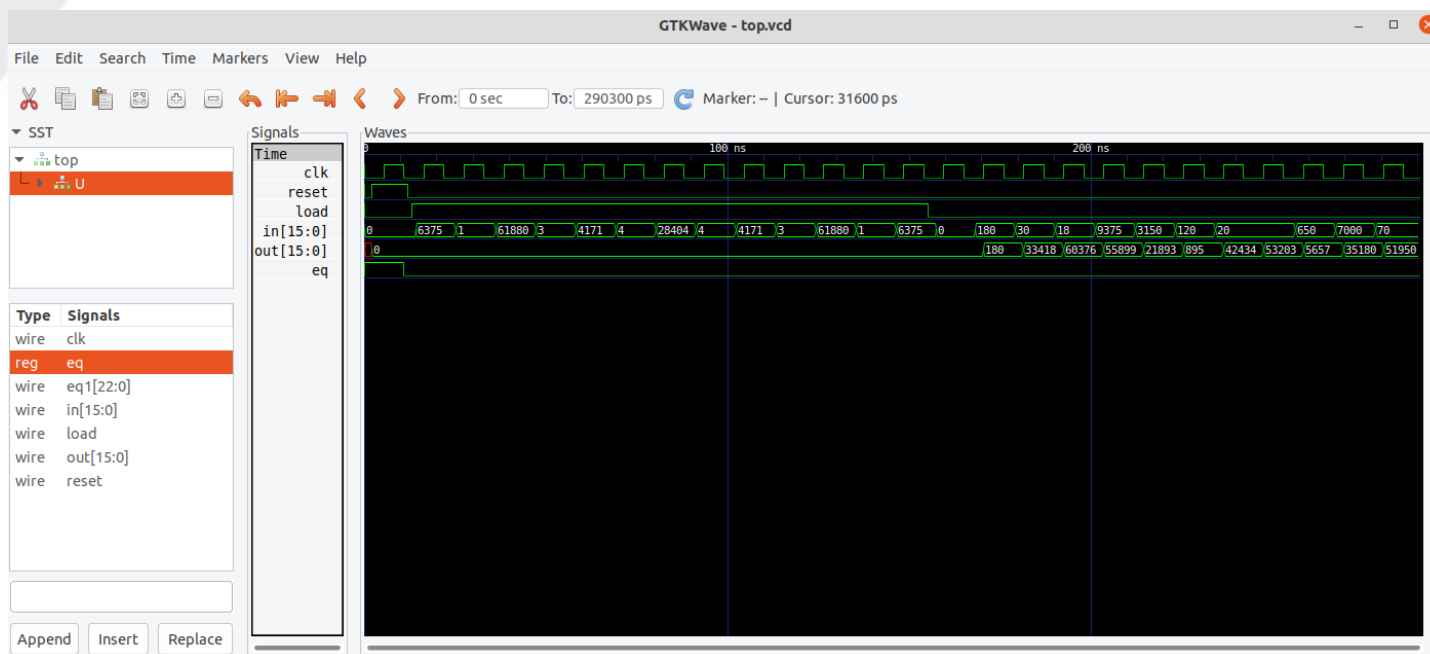 GTKWave - top.vcd
File Edit Search Time Markers View Help
From: 0 sec To: 290300 ps Marker: -- | Cursor: 31600 ps
SST
top
U
Type Signals
wire clk
reg eq
wire eq1[22:0]
wire in[15:0]
wire load
wire out[15:0]
wire reset
Append Insert Replace
Signals
Time
clk
reset
load
in[15:0]
out[15:0]
eq
Waves
0 100 ns 200 ns
0 6375 1 61880 3 4171 4 28404 4 4171 3 61880 1 6375 0 180 30 18 9375 3150 120 20 650 7000 70
0 180 33418 60376 55899 21893 895 42434 53203 5657 35180 51950